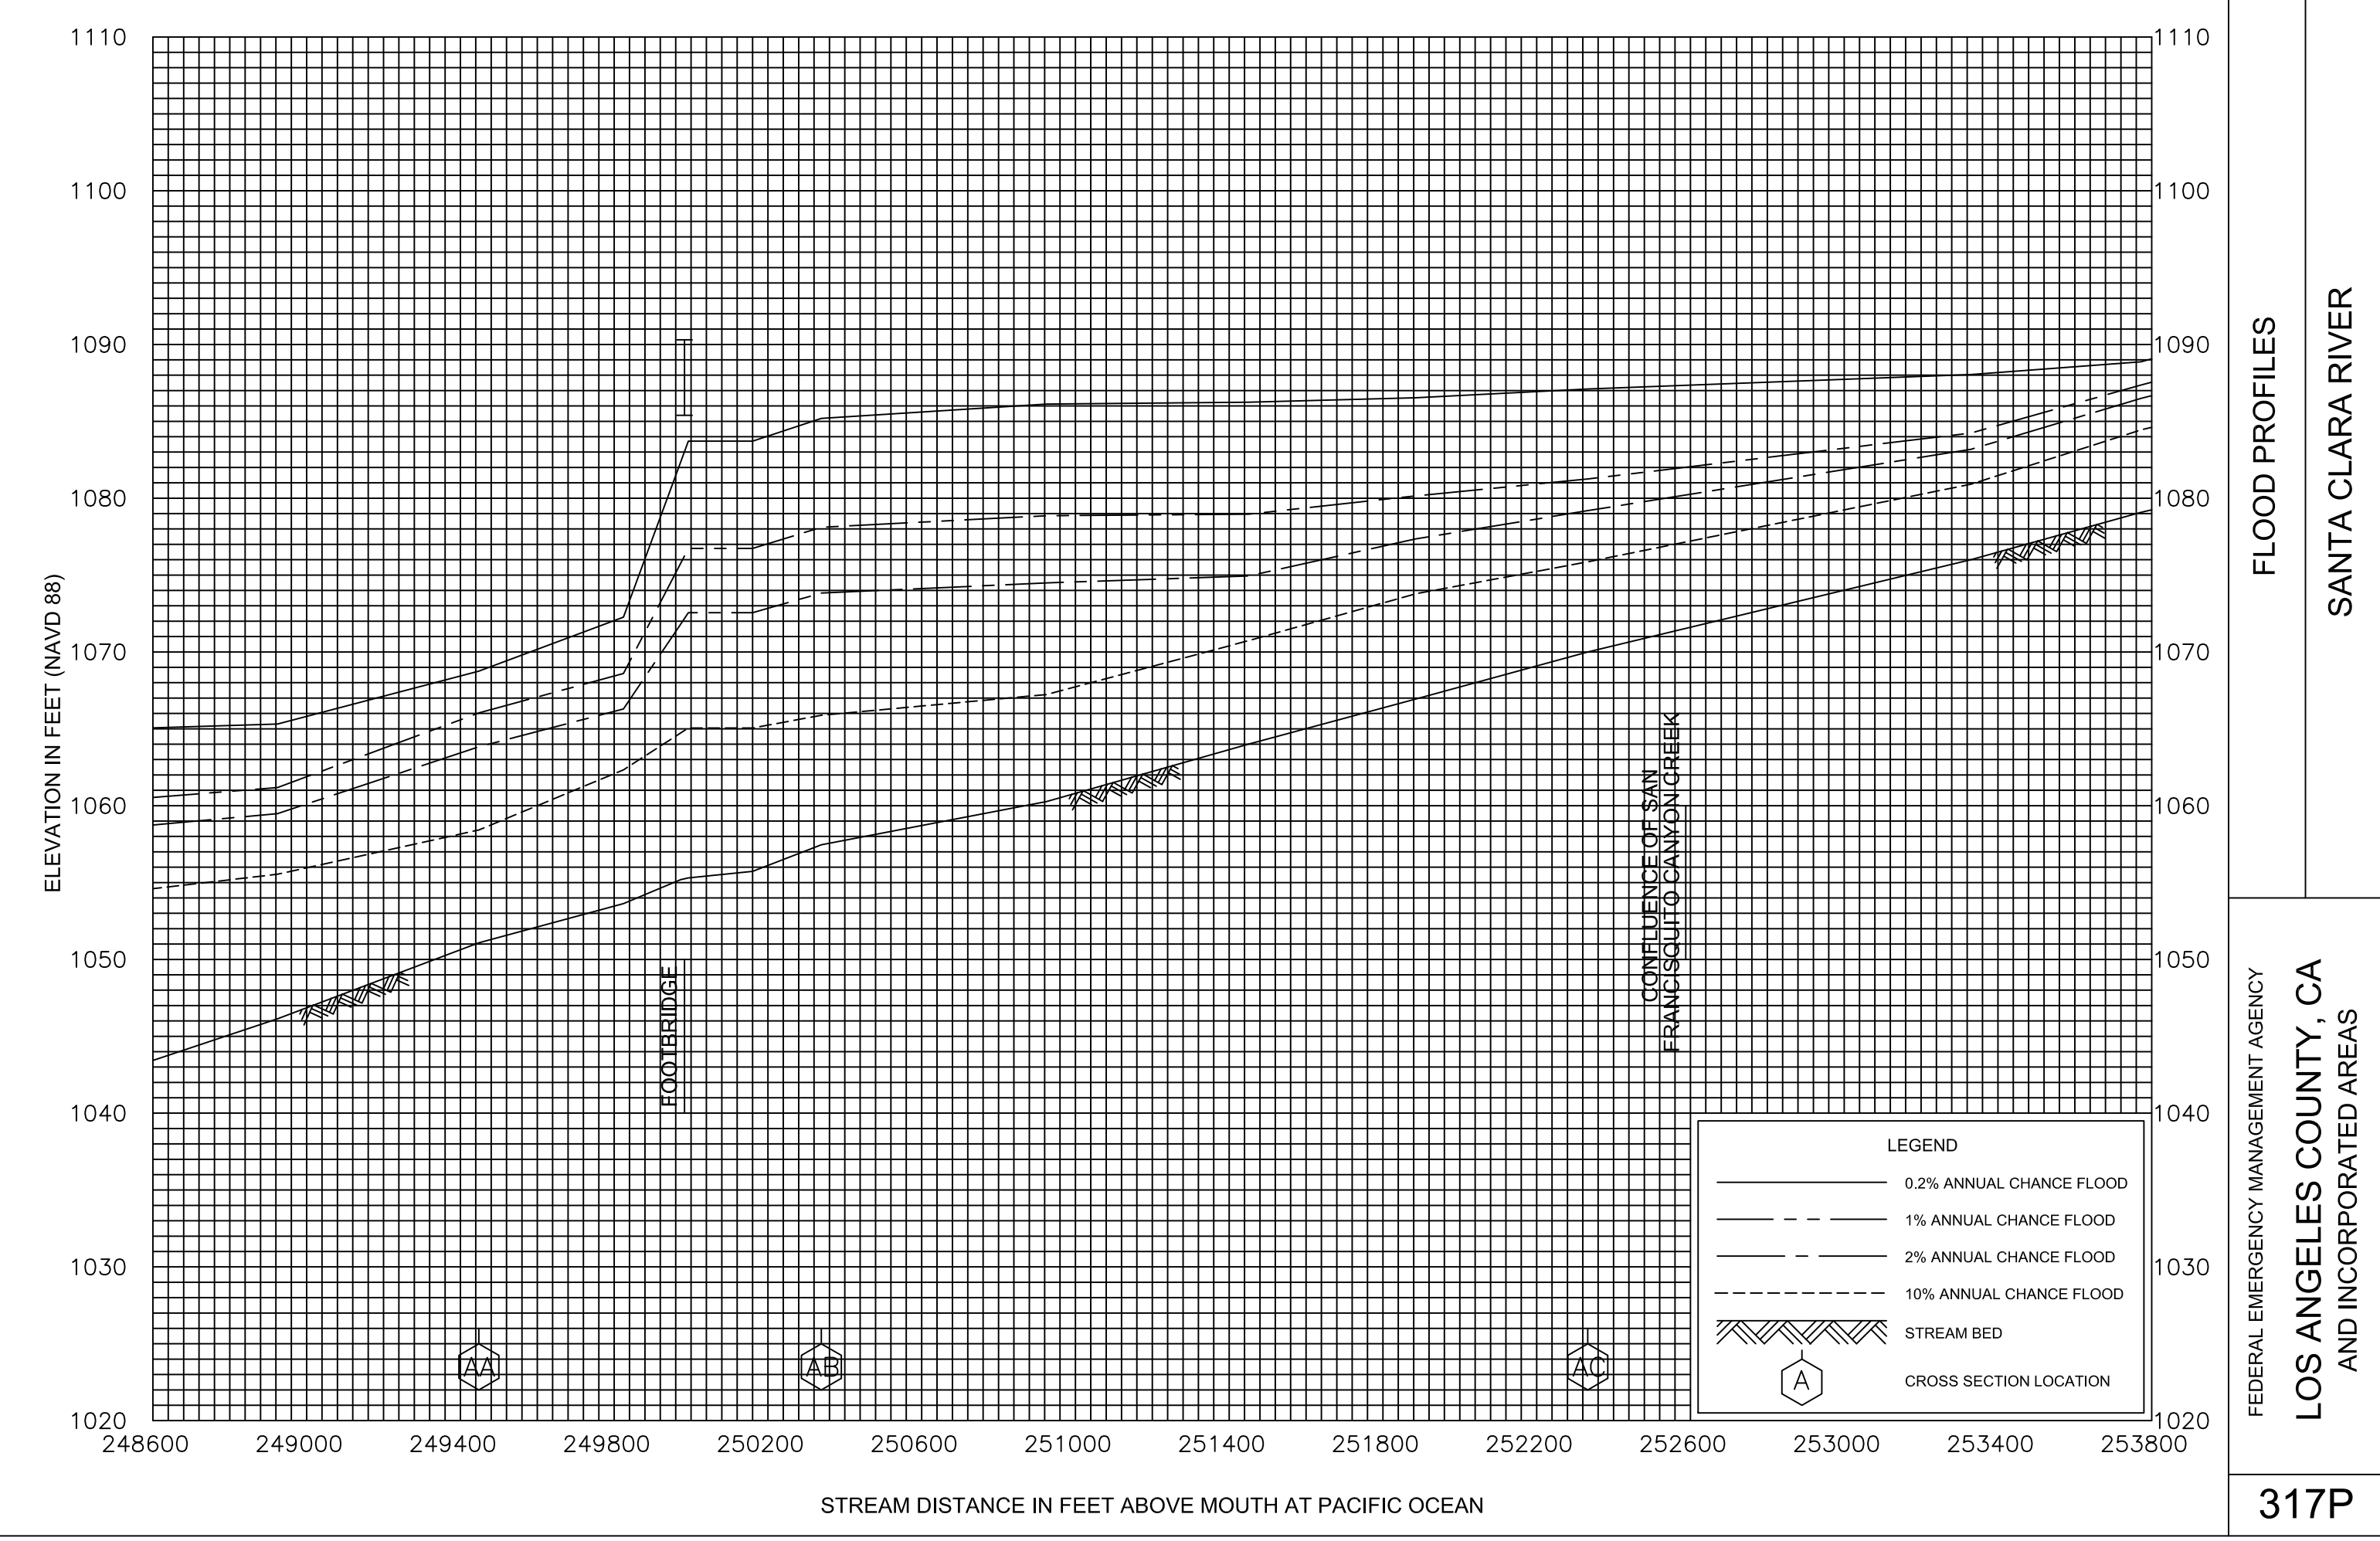 1110
1100
1090
1080
1070
1060
1050
1040
1030
1020
ELEVATION IN FEET (NAVD 88)
1110
1100
1090
1080
1070
1060
1050
1040
1030
1020
FOOTBRIDGE
CONFLUENCE OF SAN
FRANCISQUITO CANYON CREEK
AA
AB
AC
LEGEND
0.2% ANNUAL CHANCE FLOOD
1% ANNUAL CHANCE FLOOD
2% ANNUAL CHANCE FLOOD
10% ANNUAL CHANCE FLOOD
STREAM BED
A
CROSS SECTION LOCATION
248600 249000 249400 249800 250200 250600 251000 251400 251800 252200 252600 253000 253400 253800
STREAM DISTANCE IN FEET ABOVE MOUTH AT PACIFIC OCEAN
FLOOD PROFILES
SANTA CLARA RIVER
FEDERAL EMERGENCY MANAGEMENT AGENCY
LOS ANGELES COUNTY, CA
AND INCORPORATED AREAS
317P